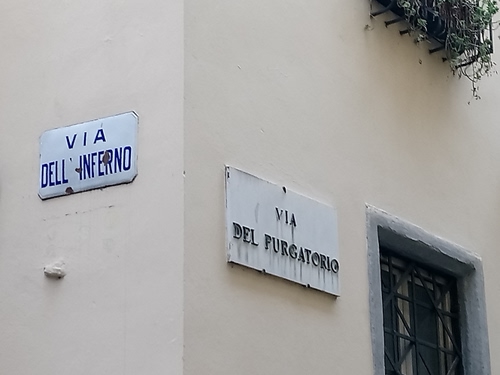 VIA
DELL' INFERNO
VIA
DEL PURGATORIO